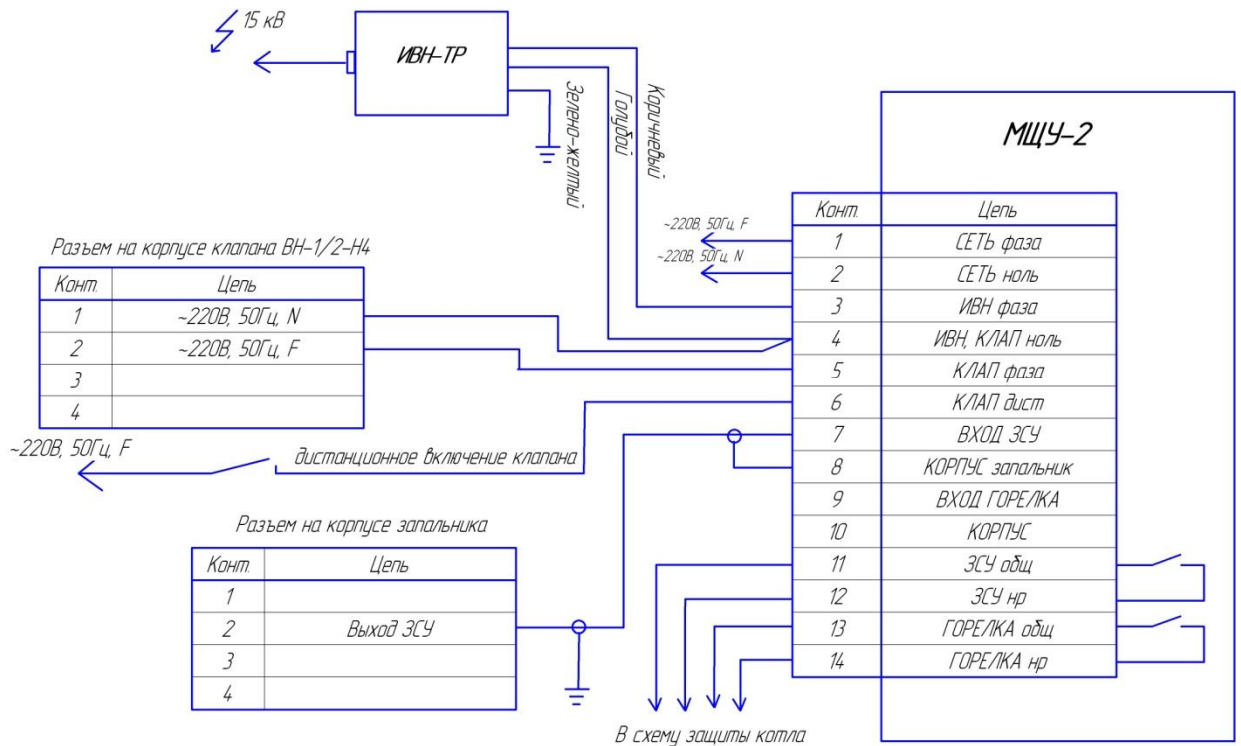 15 кВ
ИВН-ТР
Коричневый
Голубой
Зелено-желтый
МЩУ-2
~220В, 50Гц, F
~220В, 50Гц, N
Конт. Цепь
1 СЕТЬ фаза
2 СЕТЬ ноль
3 ИВН фаза
4 ИВН, КЛАП ноль
5 КЛАП фаза
6 КЛАП дист
7 ВХОД ЗСУ
8 КОРПУС запальник
9 ВХОД ГОРЕЛКА
10 КОРПУС
11 ЗСУ общ
12 ЗСУ нр
13 ГОРЕЛКА общ
14 ГОРЕЛКА нр
Разъем на корпусе клапана ВН-1/2-Н4
Конт. Цепь
1 ~220В, 50Гц, N
2 ~220В, 50Гц, F
3
4
~220В, 50Гц, F
дистанционное включение клапана
Разъем на корпусе запальника
Конт. Цепь
1
2 Выход ЗСУ
3
4
В схему защиты котла